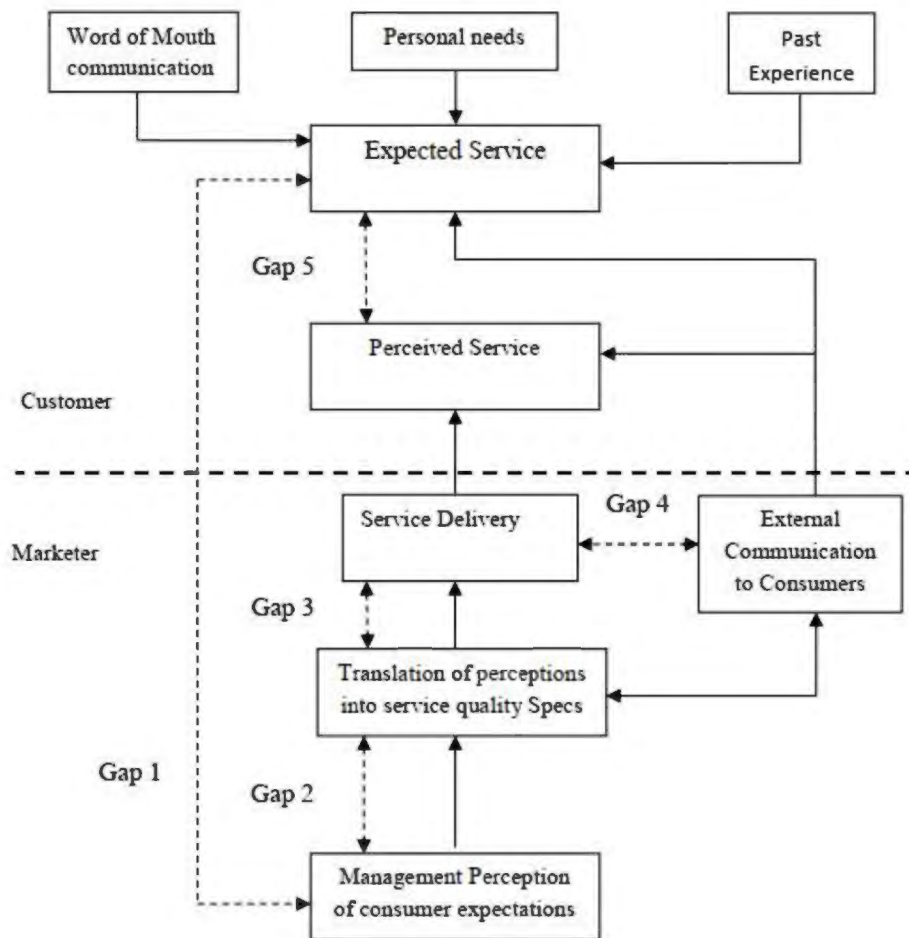 Word of Mouth
communication
Personal needs
Past
Experience
Expected Service
Gap 5
Perceived Service
Customer
Service Delivery
Gap 4
External
Communication
to Consumers
Marketer
Gap 3
Translation of perceptions
into service quality Specs
Gap 1
Gap 2
Management Perception
of consumer expectations